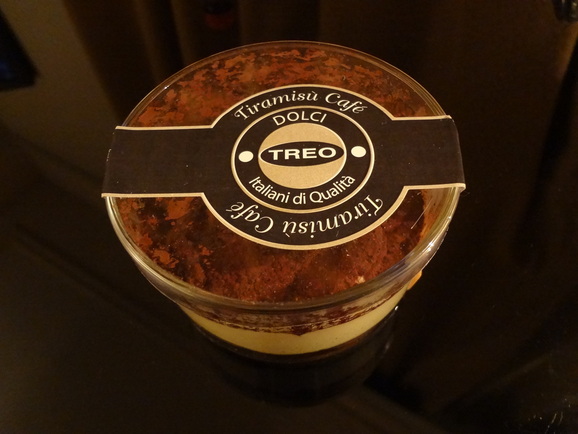 Tiramisù Café
DOLCI
TREO
Italiani di Qualità
Tiramisù Café